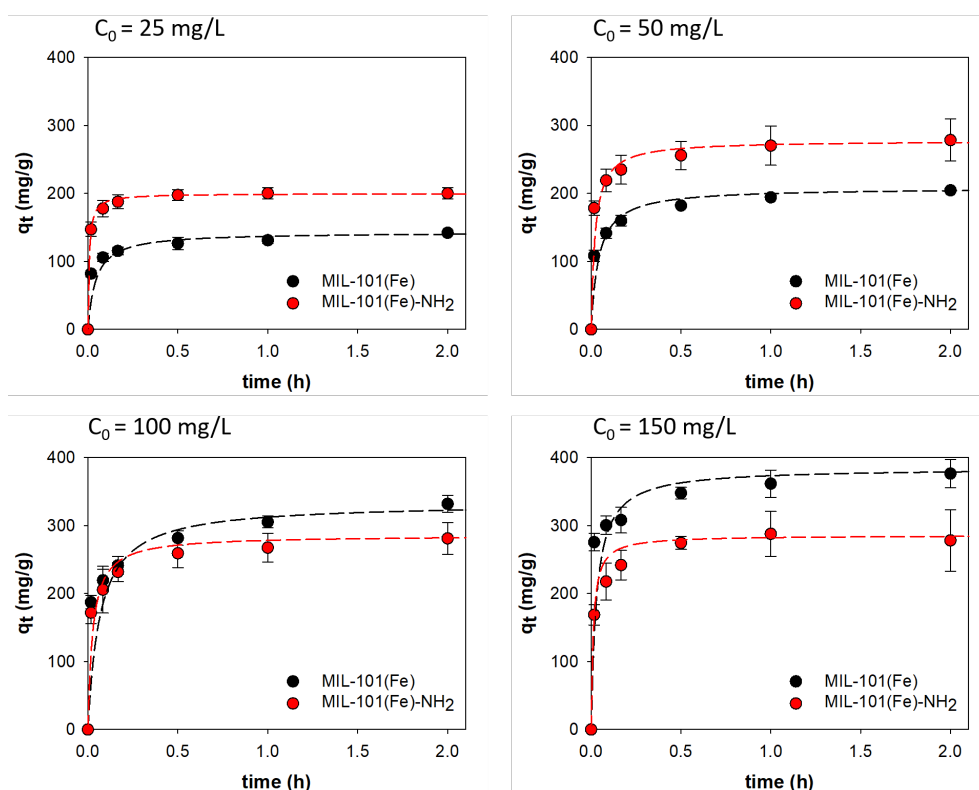 C₀ = 25 mg/L
400
300
200
100
0
qt (mg/g)
MIL-101(Fe)
MIL-101(Fe)-NH₂
0.0 0.5 1.0 1.5 2.0
time (h)
C₀ = 50 mg/L
400
300
200
100
0
qt (mg/g)
MIL-101(Fe)
MIL-101(Fe)-NH₂
0.0 0.5 1.0 1.5 2.0
time (h)
C₀ = 100 mg/L
400
300
200
100
0
qt (mg/g)
MIL-101(Fe)
MIL-101(Fe)-NH₂
0.0 0.5 1.0 1.5 2.0
time (h)
C₀ = 150 mg/L
400
300
200
100
0
qt (mg/g)
MIL-101(Fe)
MIL-101(Fe)-NH₂
0.0 0.5 1.0 1.5 2.0
time (h)